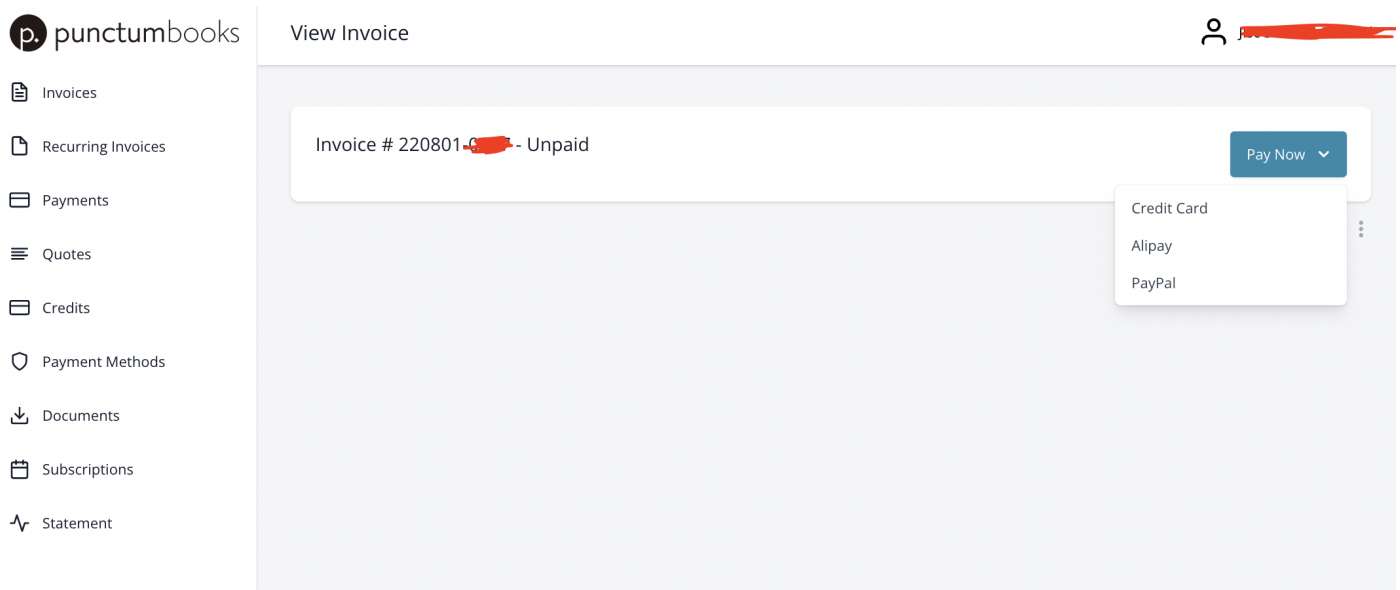 p. punctumbooks
View Invoice
Invoices
Recurring Invoices
Payments
Quotes
Credits
Payment Methods
Documents
Subscriptions
Statement
Invoice # 220801- - Unpaid
Pay Now
Credit Card
Alipay
PayPal